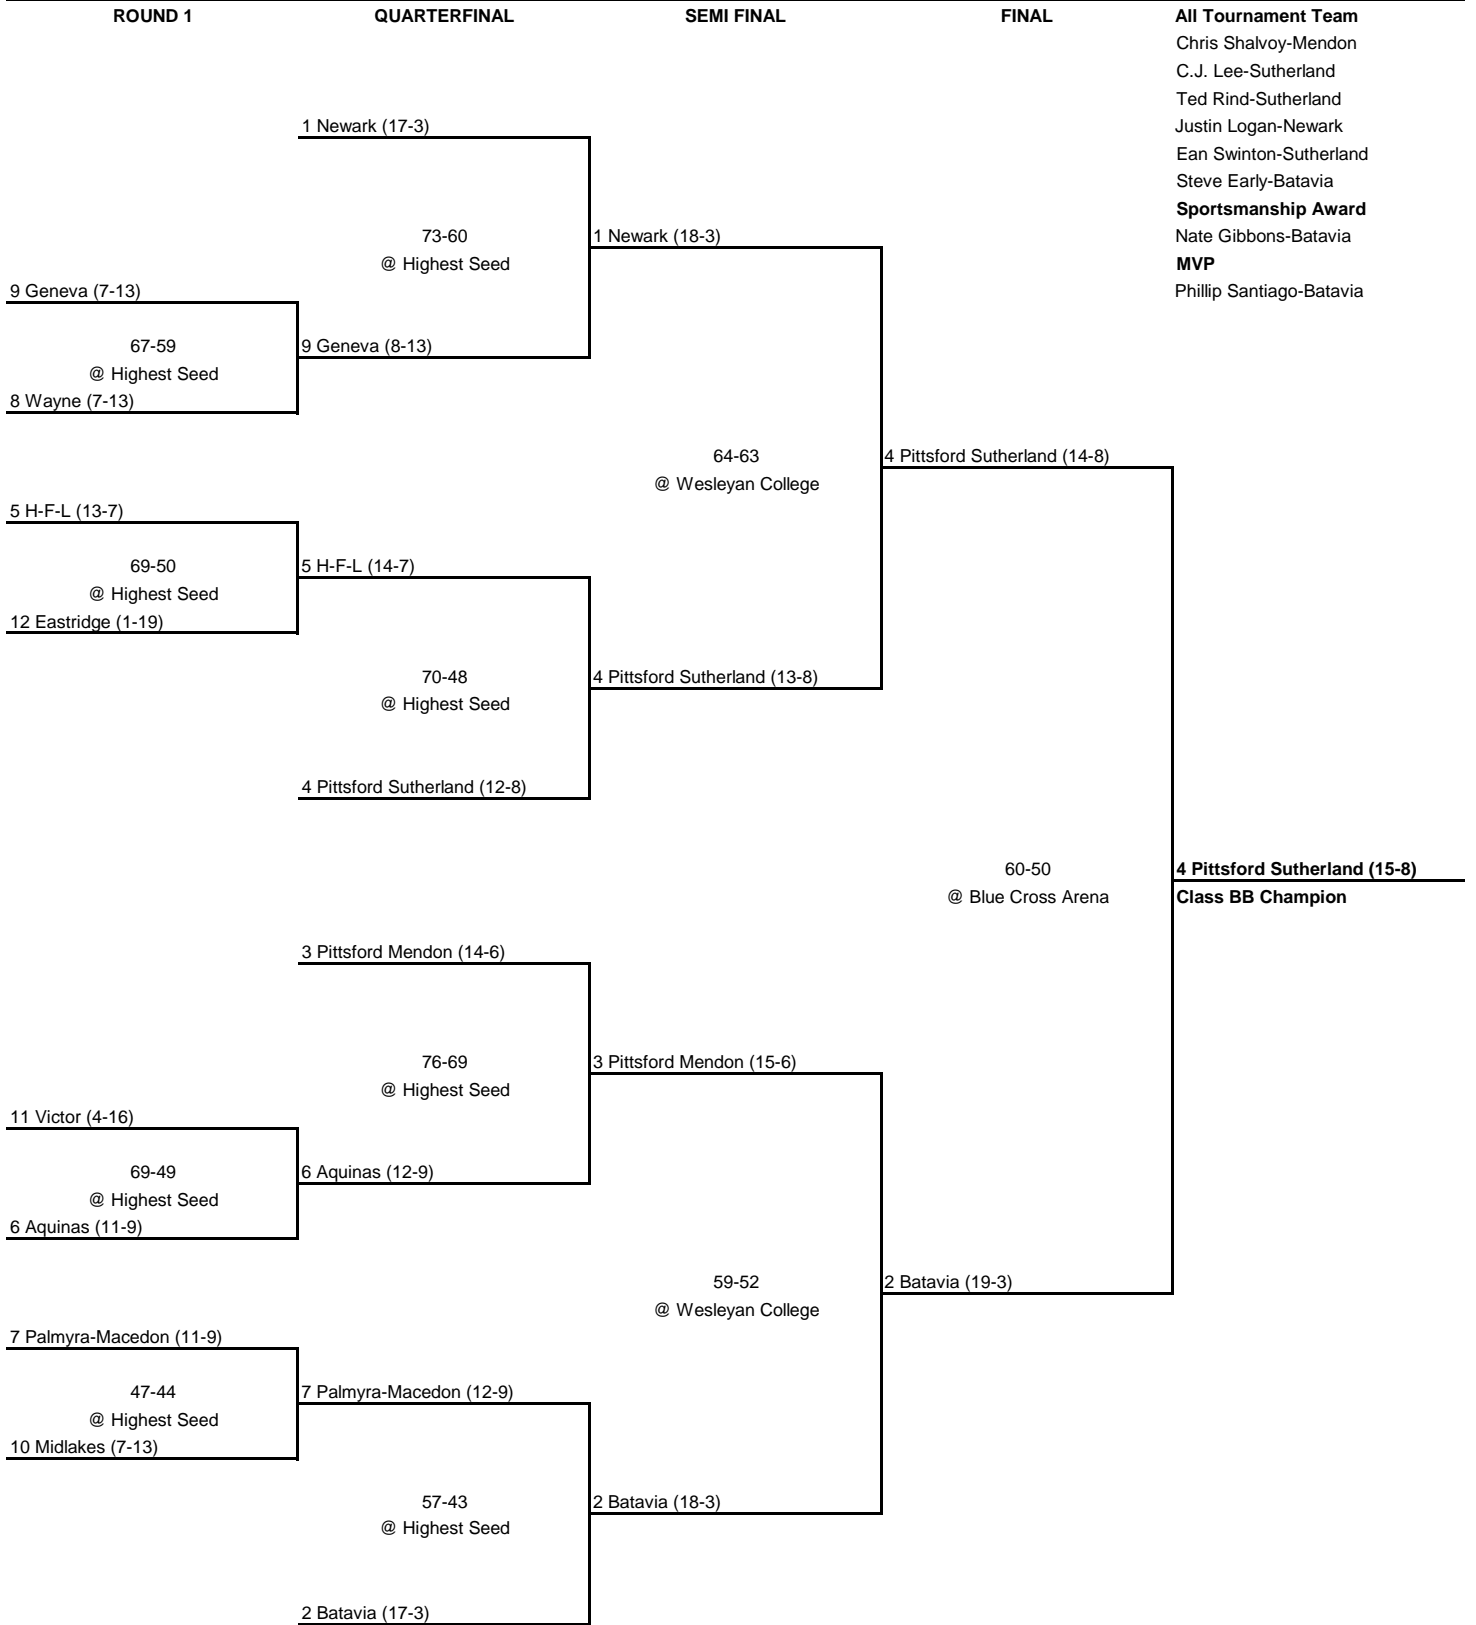 ROUND 1 QUARTERFINAL SEMI FINAL FINAL All Tournament Team
Chris Shalvoy-Mendon
C.J. Lee-Sutherland
Ted Rind-Sutherland
1 Newark (17-3) Justin Logan-Newark
Ean Swinton-Sutherland
Steve Early-Batavia
Sportsmanship Award
73-60 1 Newark (18-3) Nate Gibbons-Batavia
@ Highest Seed MVP
9 Geneva (7-13) Phillip Santiago-Batavia
67-59 9 Geneva (8-13)
@ Highest Seed
8 Wayne (7-13)
64-63 4 Pittsford Sutherland (14-8)
@ Wesleyan College
5 H-F-L (13-7)
69-50 5 H-F-L (14-7)
@ Highest Seed
12 Eastridge (1-19)
70-48 4 Pittsford Sutherland (13-8)
@ Highest Seed
4 Pittsford Sutherland (12-8)
60-50 4 Pittsford Sutherland (15-8)
@ Blue Cross Arena Class BB Champion
3 Pittsford Mendon (14-6)
76-69 3 Pittsford Mendon (15-6)
@ Highest Seed
11 Victor (4-16)
69-49 6 Aquinas (12-9)
@ Highest Seed
6 Aquinas (11-9)
59-52 2 Batavia (19-3)
@ Wesleyan College
7 Palmyra-Macedon (11-9)
47-44 7 Palmyra-Macedon (12-9)
@ Highest Seed
10 Midlakes (7-13)
57-43 2 Batavia (18-3)
@ Highest Seed
2 Batavia (17-3)